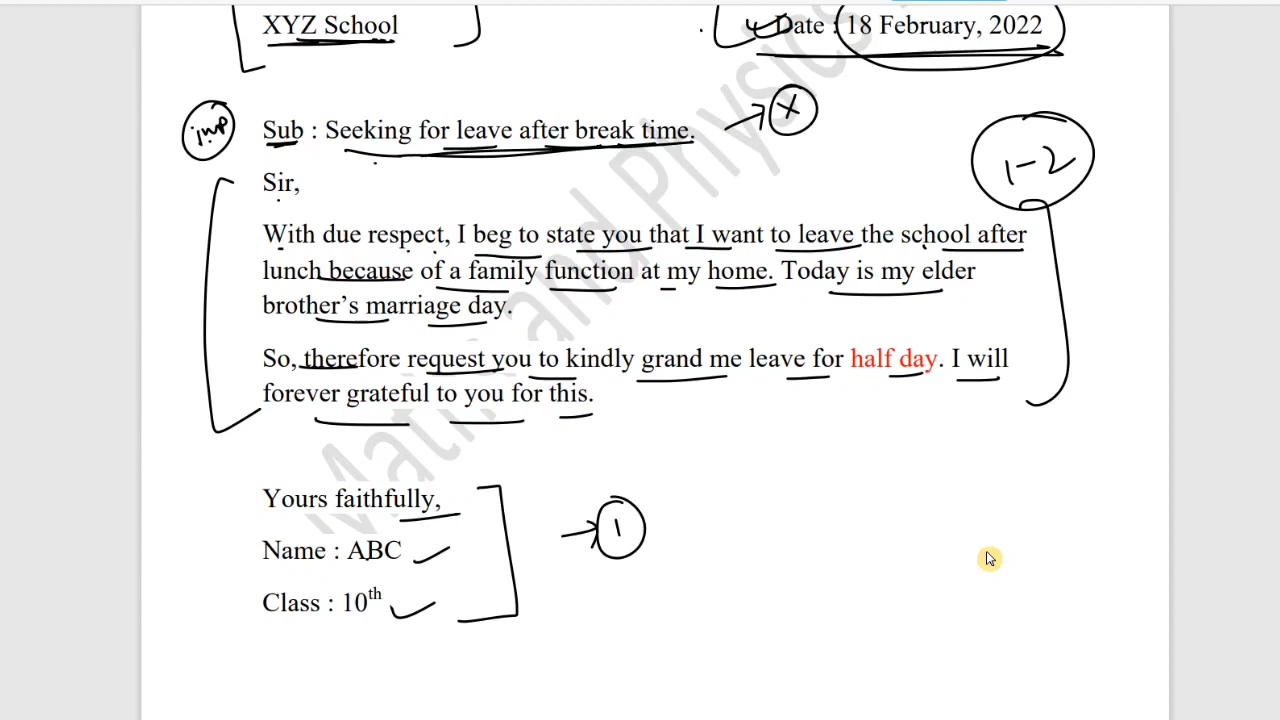 XYZ School
Date : 18 February, 2022
imp
Sub : Seeking for leave after break time.
x
1-2
Sir,
With due respect, I beg to state you that I want to leave the school after
lunch because of a family function at my home. Today is my elder
brother's marriage day.
So, therefore request you to kindly grand me leave for half day. I will
forever grateful to you for this.
Yours faithfully,
1
Name : ABC
Class : 10th
Maths and Physics